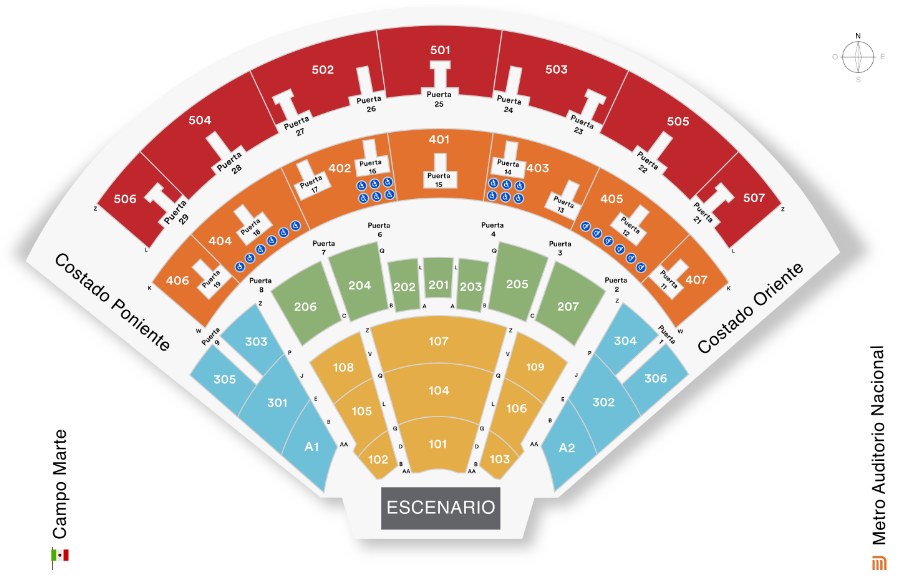 501
502
503
504
505
506
507
Puerta
25
Puerta
26
Puerta
24
Puerta
27
Puerta
23
Puerta
28
Puerta
22
Puerta
29
Puerta
21
N
O
E
S
Z
Z
L
L
401
402
403
404
405
406
407
Puerta
15
Puerta
16
Puerta
14
Puerta
17
Puerta
13
Puerta
18
Puerta
12
Puerta
19
Puerta
11
K
K
W
W
Puerta
6
Puerta
4
Puerta
7
Puerta
3
Puerta
8
Puerta
2
Puerta
9
Puerta
1
Costado Poniente
Costado Oriente
Q
Q
L
L
206
204
202
201
203
205
207
C
B
A
A
B
C
Z
Z
303
305
301
A1
304
306
302
A2
P
J
E
B
AA
P
J
E
B
AA
Z
V
Q
L
G
D
B
AA
Z
V
Q
L
G
D
B
AA
107
108
109
104
105
106
101
102
103
ESCENARIO
Campo Marte
Metro Auditorio Nacional